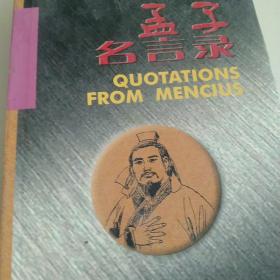 孟子
名言录
QUOTATIONS
FROM MENCIUS